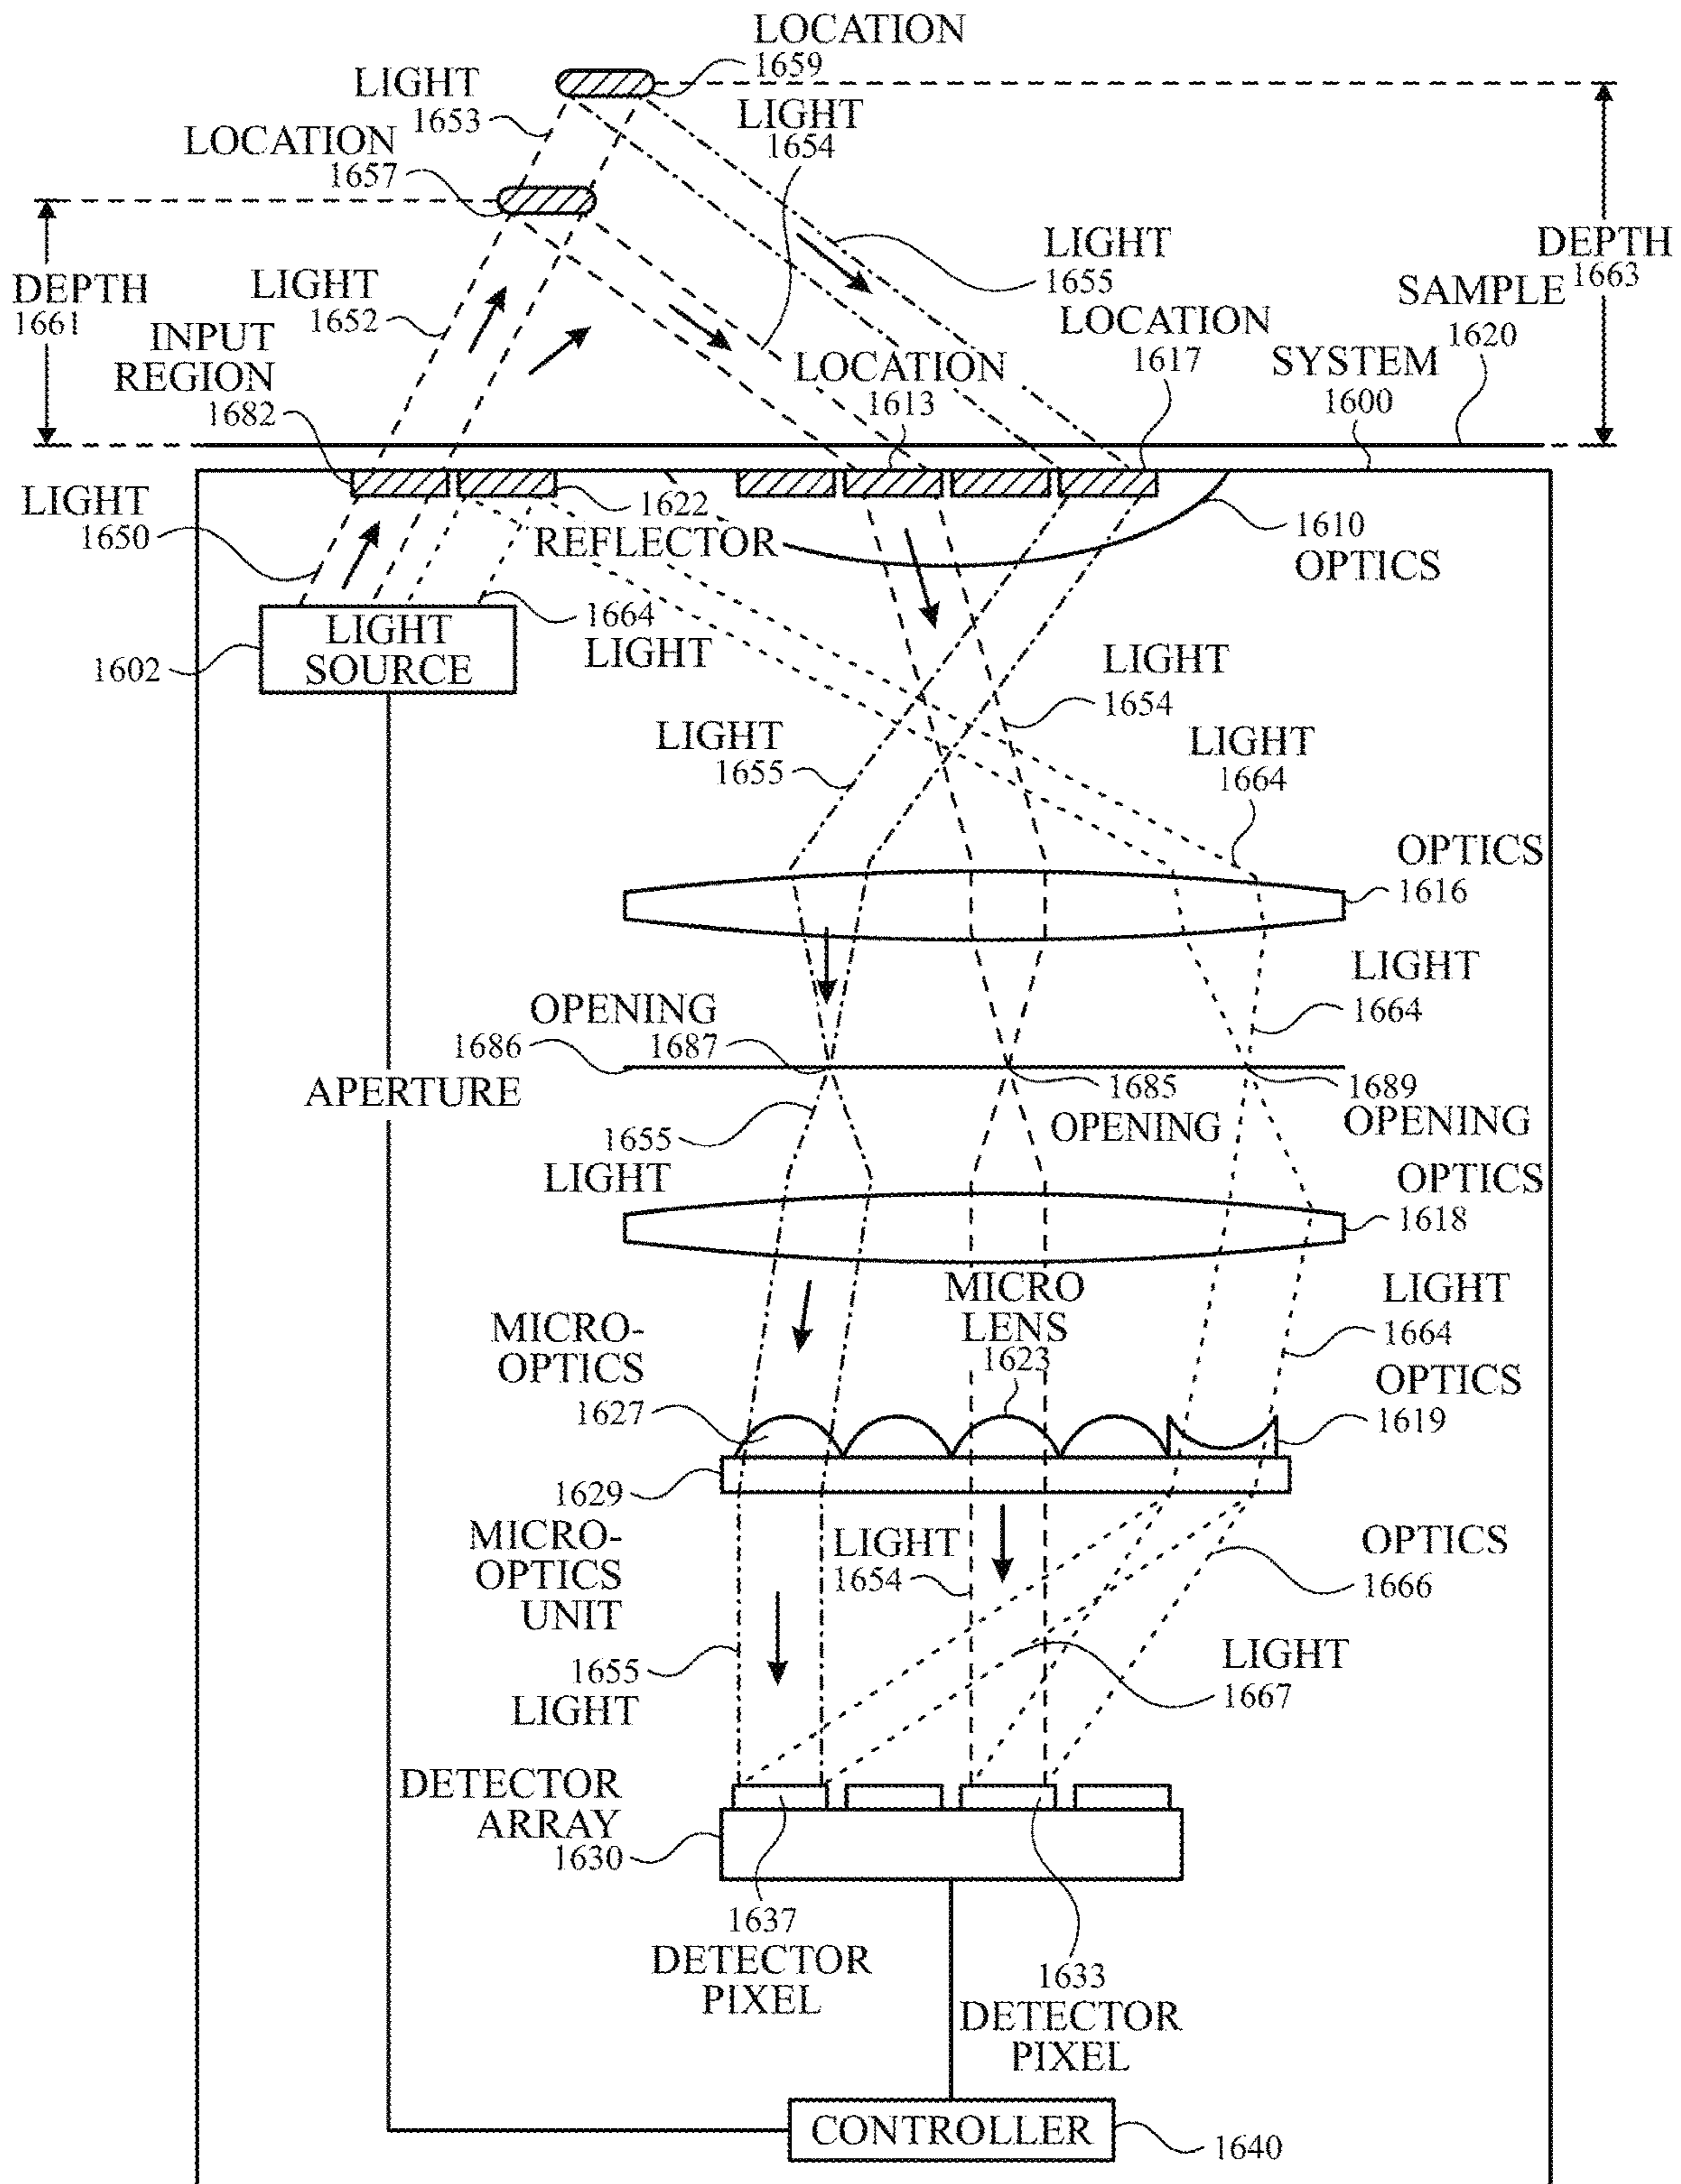 LOCATION
1659
LIGHT
1653
LIGHT
1654
LOCATION
1657
LIGHT
1655
DEPTH
1663
DEPTH
1661
LIGHT
1652
SAMPLE
1620
INPUT
REGION
1682
LOCATION
1613
LOCATION
1617
SYSTEM
1600
LIGHT
1650
1622
REFLECTOR
1610
OPTICS
LIGHT
SOURCE
1602
1664
LIGHT
LIGHT
1654
LIGHT
1655
LIGHT
1664
OPTICS
1616
LIGHT
1664
OPENING
1687
1686
APERTURE
1685
OPENING
1689
OPENING
1655
LIGHT
OPTICS
1618
MICRO
LENS
1623
LIGHT
1664
MICRO-
OPTICS
1627
OPTICS
1619
1629
MICRO-
OPTICS
UNIT
LIGHT
1654
OPTICS
1666
1655
LIGHT
LIGHT
1667
DETECTOR
ARRAY
1630
1637
DETECTOR
PIXEL
1633
DETECTOR
PIXEL
CONTROLLER
1640